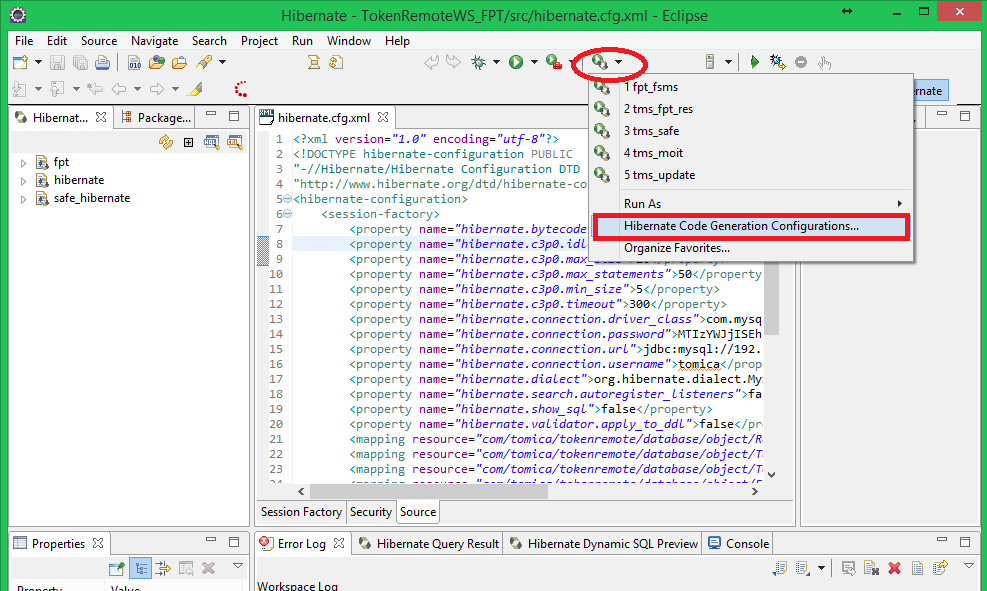 Hibernate - TokenRemoteWS_FPT/src/hibernate.cfg.xml - Eclipse
File Edit Source Navigate Search Project Run Window Help
1 fpt_fsms
2 tms_fpt_res
3 tms_safe
4 tms_moit
5 tms_update
Run As
Hibernate Code Generation Configurations...
Organize Favorites...
Hibernat...
Package...
fpt
hibernate
safe_hibernate
hibernate.cfg.xml
1 <?xml version="1.0" encoding="utf-8"?>
2 <!DOCTYPE hibernate-configuration PUBLIC
3 "-//Hibernate/Hibernate Configuration DTD
4 "http://www.hibernate.org/dtd/hibernate-co
5 <hibernate-configuration>
6 <session-factory>
7 <property name="hibernate.bytecode
8 <property name="hibernate.c3p0.idl
9 <property name="hibernate.c3p0.max_
10 <property name="hibernate.c3p0.max_statements">50</property
11 <property name="hibernate.c3p0.min_size">5</property>
12 <property name="hibernate.c3p0.timeout">300</property>
13 <property name="hibernate.connection.driver_class">com.mysq
14 <property name="hibernate.connection.password">MTIzYWJjISEh
15 <property name="hibernate.connection.url">jdbc:mysql://192.
16 <property name="hibernate.connection.username">tomica</prop
17 <property name="hibernate.dialect">org.hibernate.dialect.My
18 <property name="hibernate.search.autoregister_listeners">fa
19 <property name="hibernate.show_sql">false</property>
20 <property name="hibernate.validator.apply_to_ddl">false</pr
21 <mapping resource="com/tomica/tokenremote/database/object/R
22 <mapping resource="com/tomica/tokenremote/database/object/T
23 <mapping resource="com/tomica/tokenremote/database/object/T
Session Factory Security Source
Properties
Property Value
Error Log
Hibernate Query Result
Hibernate Dynamic SQL Preview
Console
Workspace Log